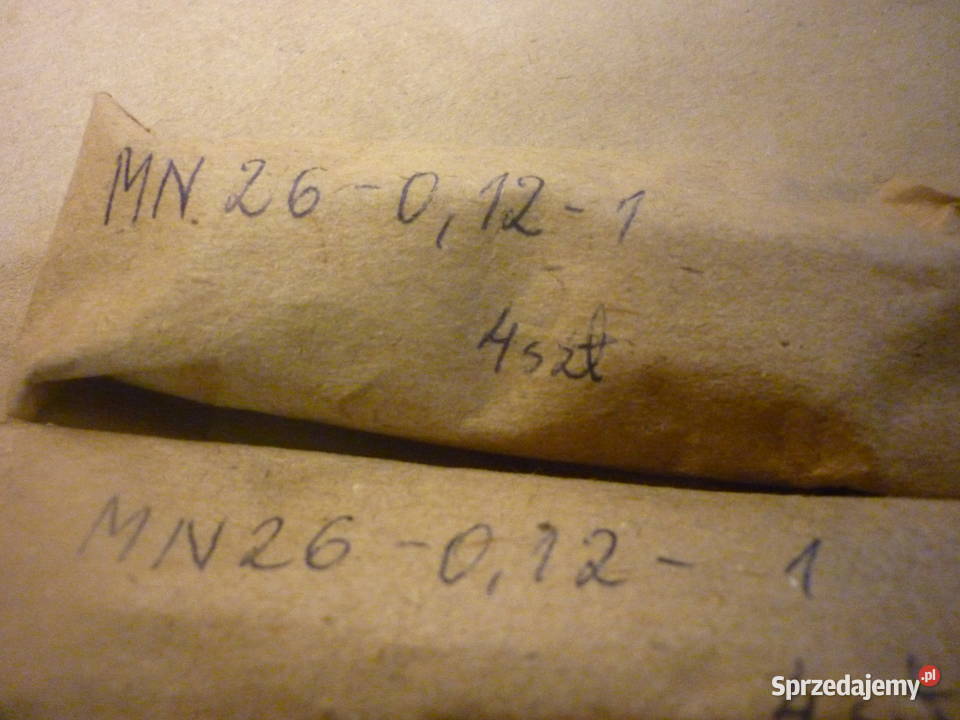 MN. 26-0,12-1
4szt
MN26-0,12- 1
Sprzedajemy.pl